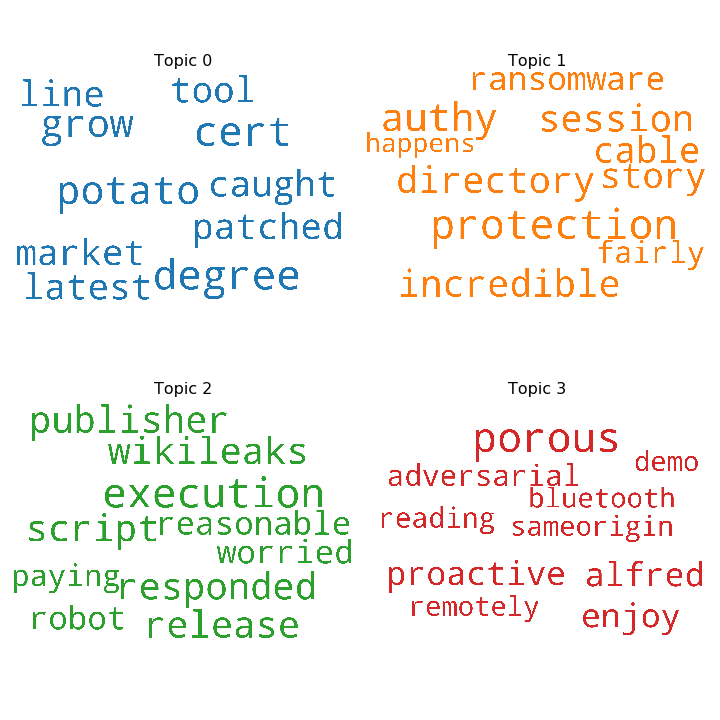 Topic 0
line
tool
grow
cert
potato
caught
patched
market
degree
latest
Topic 1
ransomware
authy
session
happens
cable
directory
story
protection
fairly
incredible
Topic 2
publisher
wikileaks
execution
script
reasonable
worried
paying
responded
robot
release
Topic 3
porous
demo
adversarial
bluetooth
reading
sameorigin
proactive
alfred
remotely
enjoy